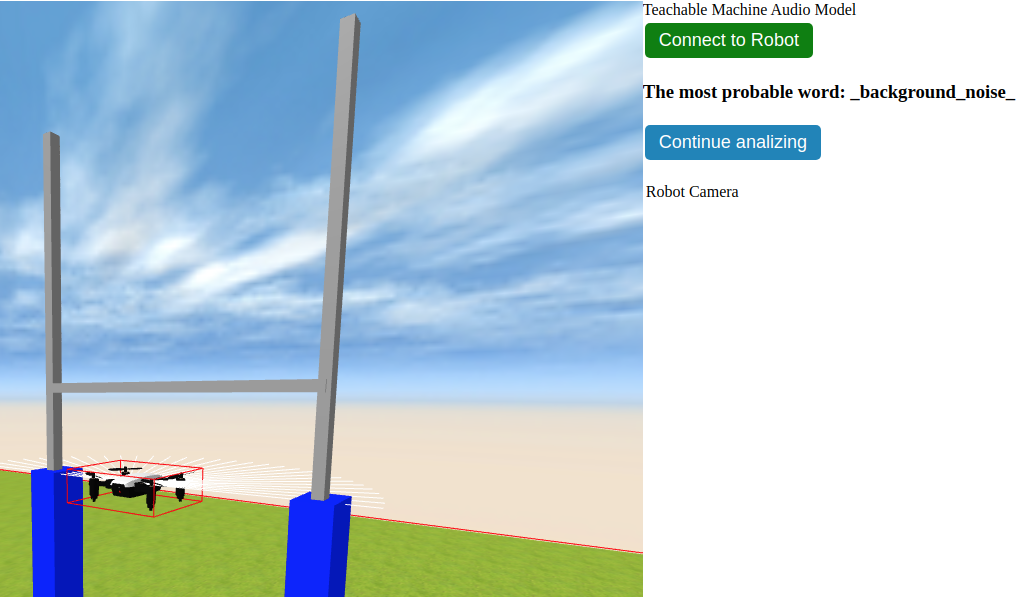 Teachable Machine Audio Model
Connect to Robot
The most probable word: _background_noise_
Continue analizing
Robot Camera